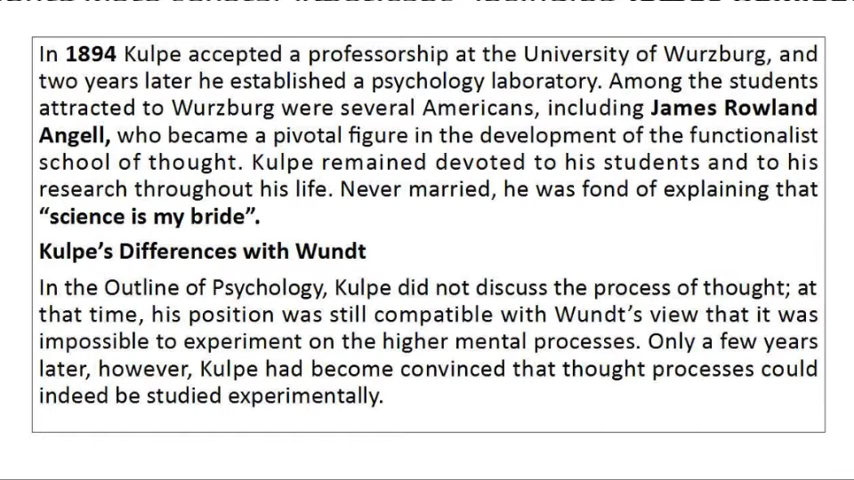 In 1894 Kulpe accepted a professorship at the University of Wurzburg, and
two years later he established a psychology laboratory. Among the students
attracted to Wurzburg were several Americans, including James Rowland
Angell, who became a pivotal figure in the development of the functionalist
school of thought. Kulpe remained devoted to his students and to his
research throughout his life. Never married, he was fond of explaining that
“science is my bride”.
Kulpe’s Differences with Wundt
In the Outline of Psychology, Kulpe did not discuss the process of thought; at
that time, his position was still compatible with Wundt’s view that it was
impossible to experiment on the higher mental processes. Only a few years
later, however, Kulpe had become convinced that thought processes could
indeed be studied experimentally.